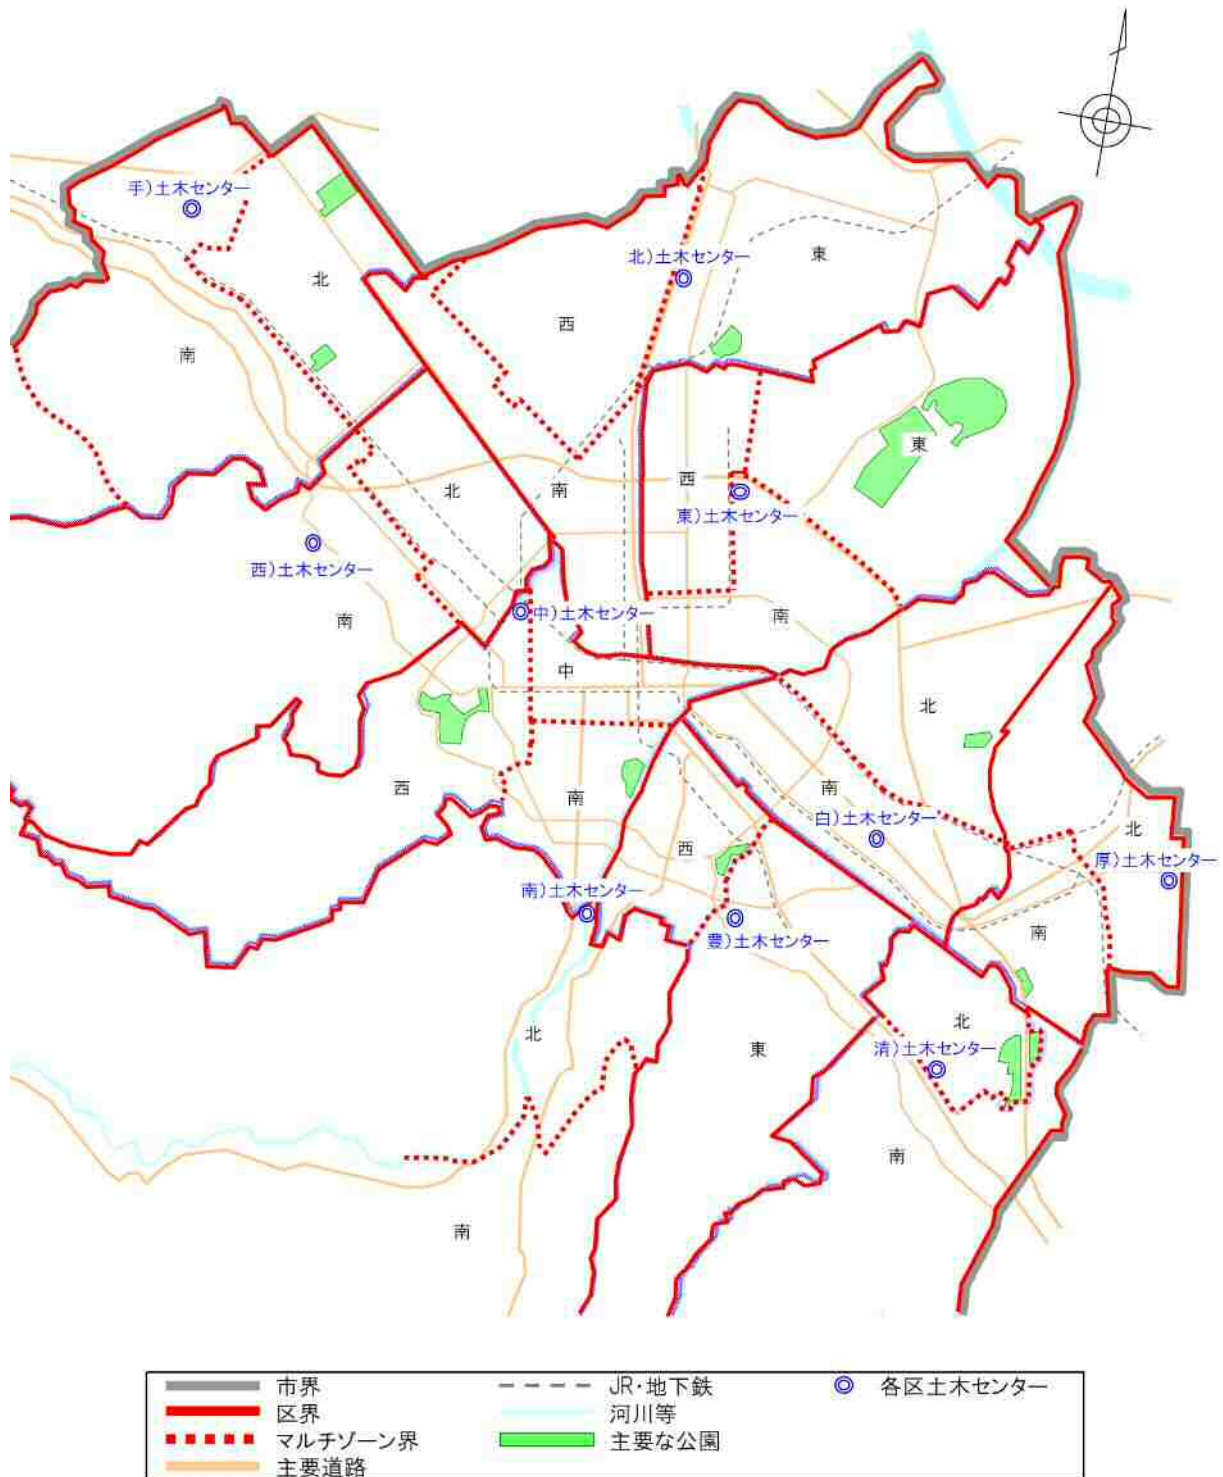 手)土木センター
北)土木センター
東
北
西
南
東
西
北
南
東)土木センター
西)土木センター
中)土木センター
南
南
中
北
西
南
南
白)土木センター
西
北
厚)土木センター
南)土木センター
豊)土木センター
南
北
北
東
清)土木センター
南
南
市界
JR・地下鉄
各区土木センター
区界
河川等
マルチゾーン界
主要な公園
主要道路